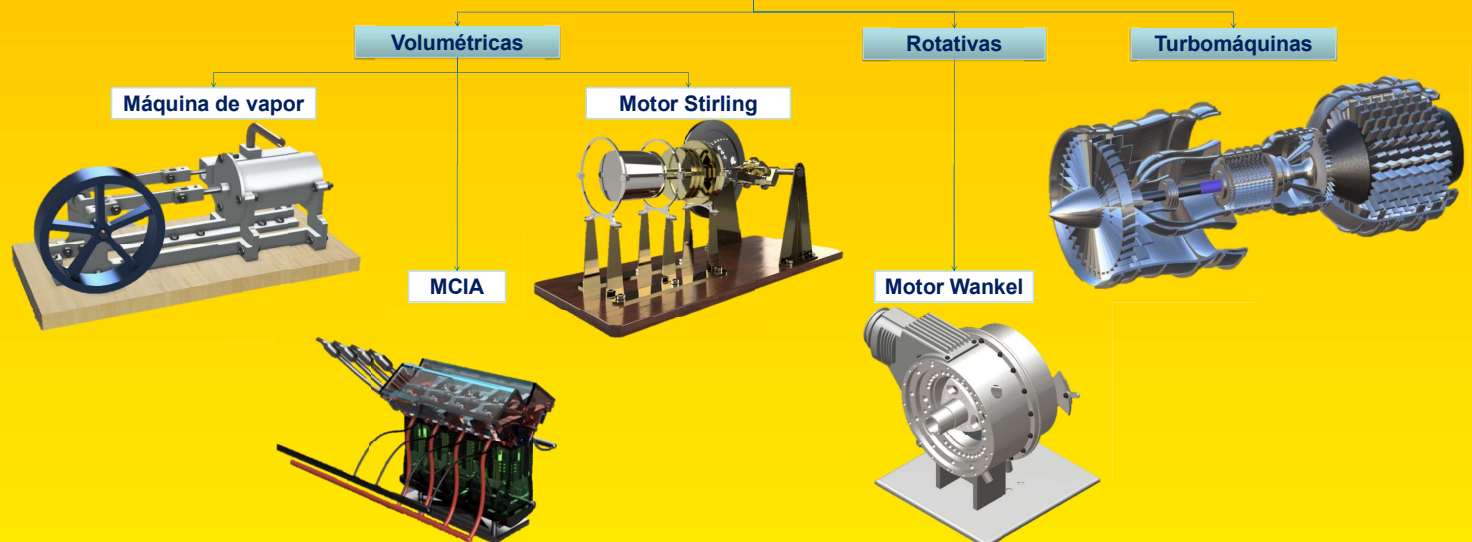 Volumétricas
Rotativas
Turbomáquinas
Máquina de vapor
Motor Stirling
MCIA
Motor Wankel